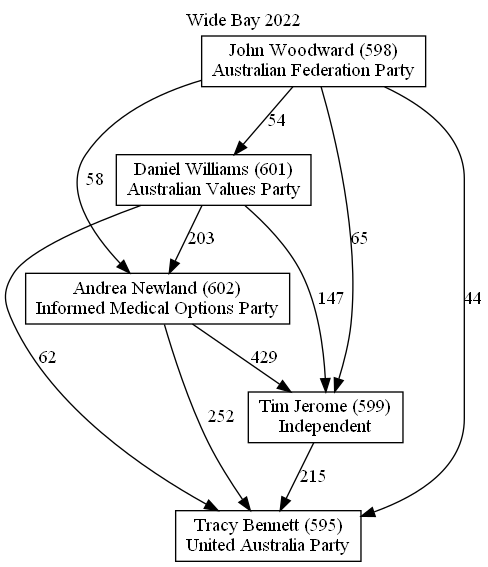 Wide Bay 2022
John Woodward (598)
Australian Federation Party
54
Daniel Williams (601)
Australian Values Party
58
203
65
Andrea Newland (602)
Informed Medical Options Party
147
44
62
429
252
Tim Jerome (599)
Independent
215
Tracy Bennett (595)
United Australia Party